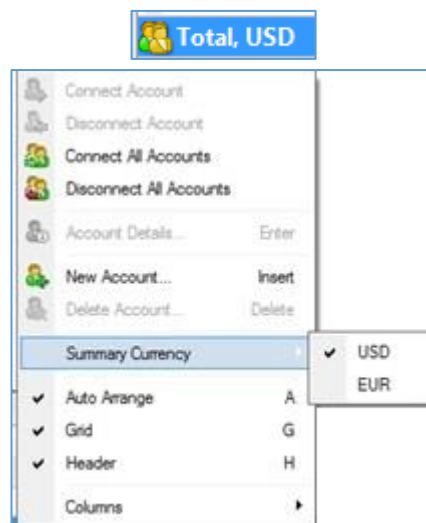 Total, USD
Connect Account
Disconnect Account
Connect All Accounts
Disconnect All Accounts
Account Details... Enter
New Account... Insert
Delete Account... Delete
Summary Currency
USD
EUR
Auto Arrange A
Grid G
Header H
Columns